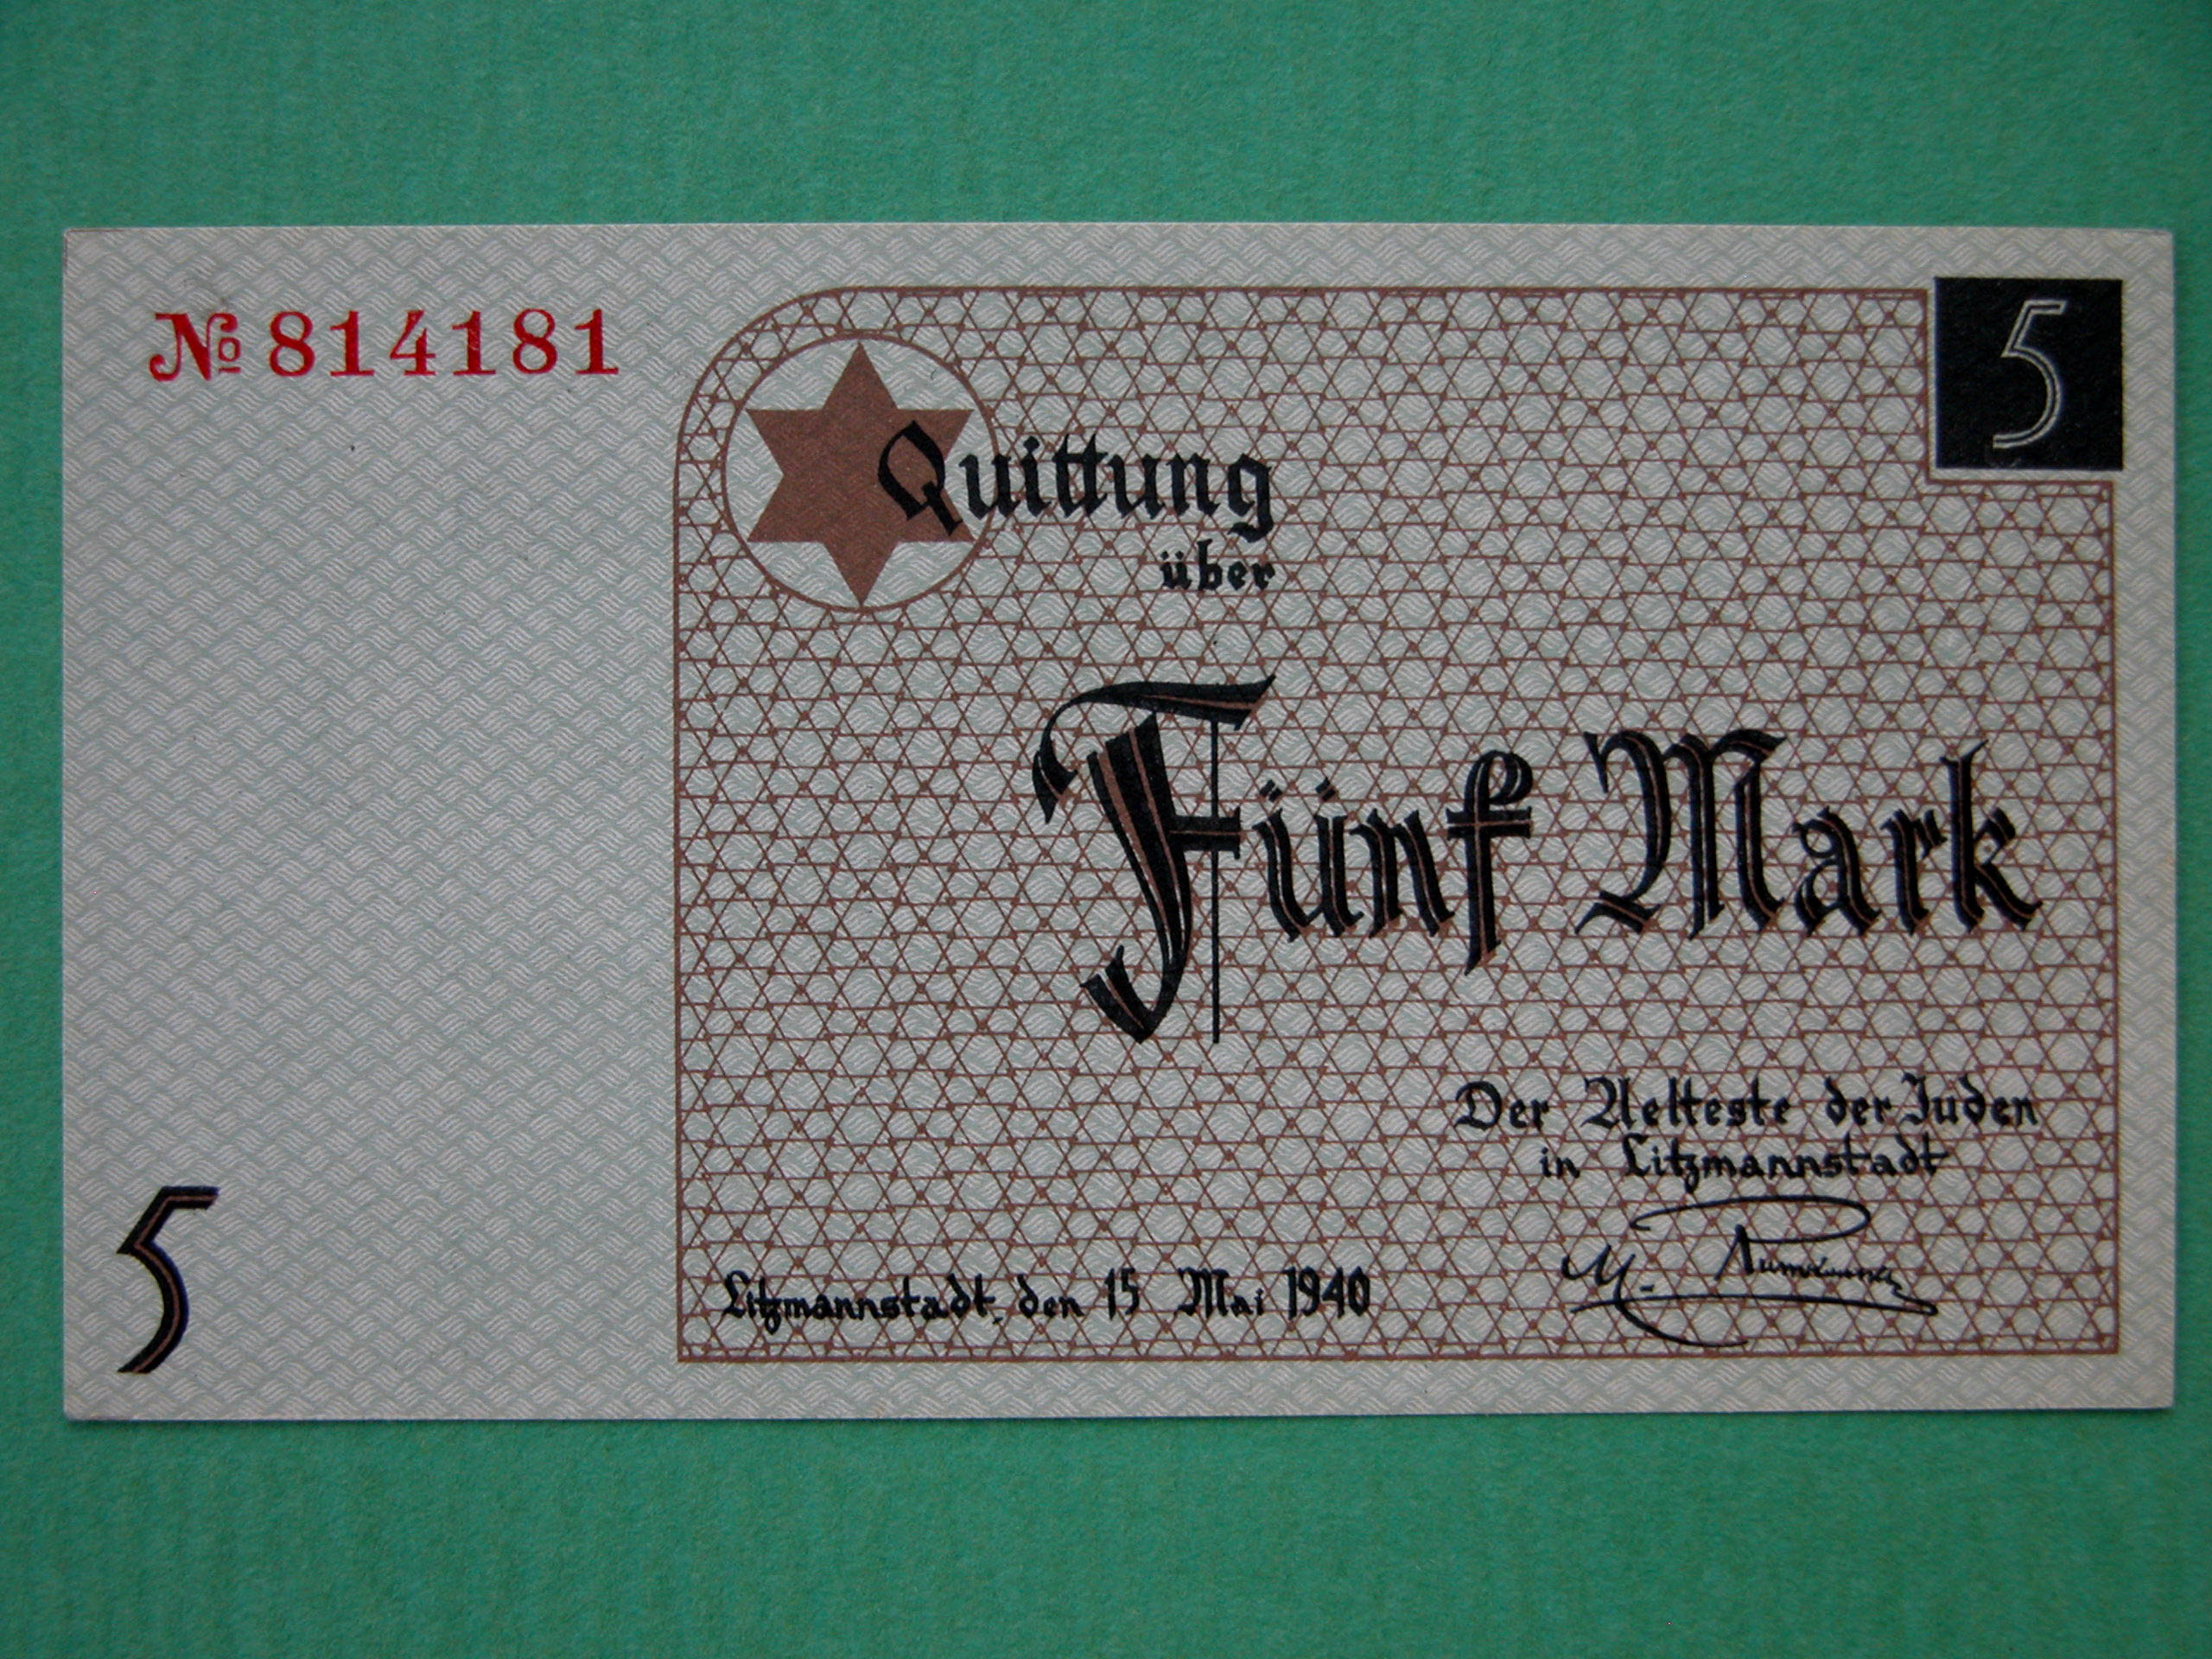 № 814181
5
Quittung
über
Fünf Mark
Der Aelteste der Juden
in Litzmannstadt
Litzmannstadt, den 15 Mai 1940
M. Rumkowski
5